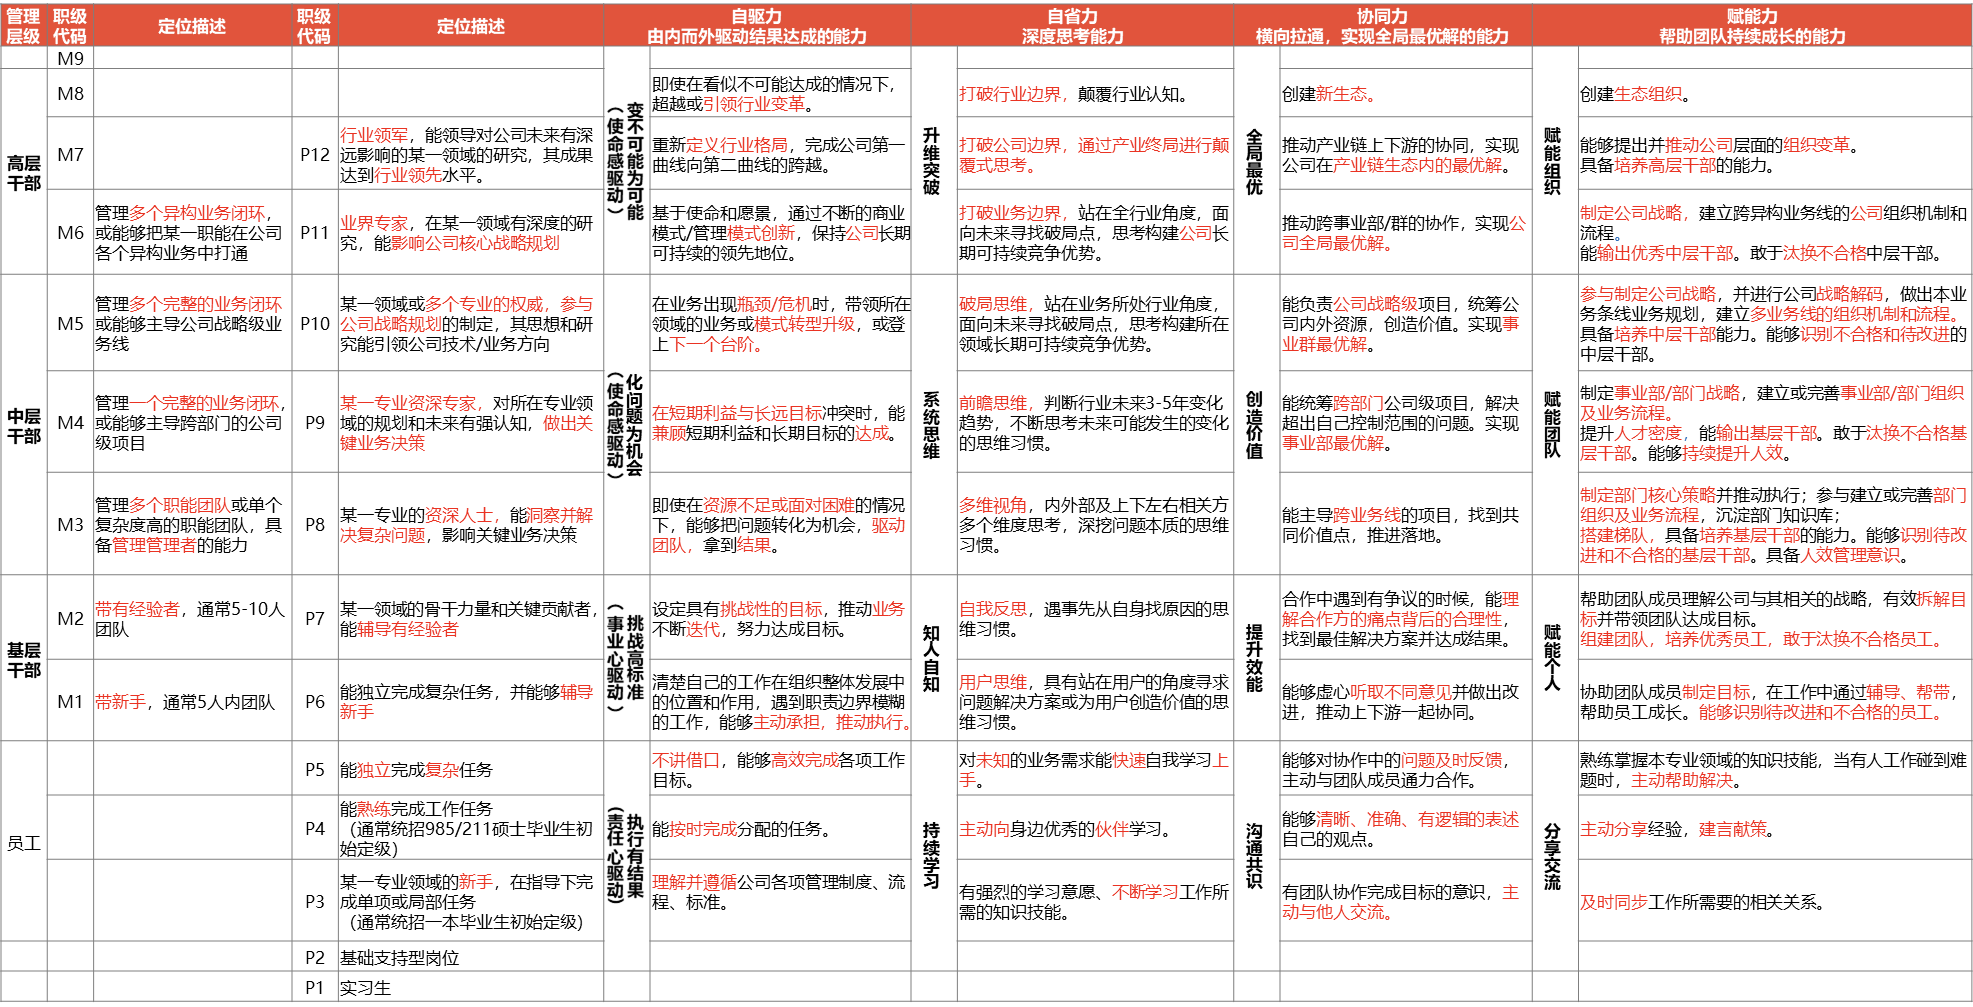 管理
层级
职级
代码
定位描述
职级
代码
定位描述
自驱力
由内而外驱动结果达成的能力
自省力
深度思考能力
协同力
横向拉通，实现全局最优解的能力
赋能力
帮助团队持续成长的能力
M9
高层
干部
变不可能为可能
（使命感驱动）
升维突破
全局最优
赋能组织
M8
即使在看似不可能达成的情况下，
超越或引领行业变革。
打破行业边界，颠覆行业认知。
创建新生态。
创建生态组织。
M7
P12
行业领军，能领导对公司未来有深
远影响的某一领域的研究，其成果
达到行业领先水平。
重新定义行业格局，完成公司第一
曲线向第二曲线的跨越。
打破公司边界，通过产业终局进行颠
覆式思考。
推动产业链上下游的协同，实现
公司在产业链生态内的最优解。
能够提出并推动公司层面的组织变革。
具备培养高层干部的能力。
M6
管理多个异构业务闭环，
或能够把某一职能在公司
各个异构业务中打通
P11
业界专家，在某一领域有深度的研
究，能影响公司核心战略规划
基于使命和愿景，通过不断的商业
模式/管理模式创新，保持公司长期
可持续的领先地位。
打破业务边界，站在全行业角度，面
向未来寻找破局点，思考构建公司长
期可持续竞争优势。
推动跨事业部/群的协作，实现公
司全局最优解。
制定公司战略，建立跨异构业务线的公司组织机制和
流程。
能输出优秀中层干部。敢于汰换不合格中层干部。
中层
干部
化问题为机会
（使命感驱动）
系统思维
创造价值
赋能团队
M5
管理多个完整的业务闭环
或能够主导公司战略级业
务线
P10
某一领域或多个专业的权威，参与
公司战略规划的制定，其思想和研
究能引领公司技术/业务方向
在业务出现瓶颈/危机时，带领所在
领域的业务或模式转型升级，或登
上下一个台阶。
破局思维，站在业务所处行业角度，
面向未来寻找破局点，思考构建所在
领域长期可持续竞争优势。
能负责公司战略级项目，统筹公
司内外资源，创造价值。实现事
业群最优解。
参与制定公司战略，并进行公司战略解码，做出本业
务条线业务规划，建立多业务线的组织机制和流程。
具备培养中层干部能力。能够识别不合格和待改进的
中层干部。
M4
管理一个完整的业务闭环，
或能够主导跨部门的公司
级项目
P9
某一专业资深专家，对所在专业领
域的规划和未来有强认知，做出关
键业务决策
在短期利益与长远目标冲突时，能
兼顾短期利益和长期目标的达成。
前瞻思维，判断行业未来3-5年变化
趋势，不断思考未来可能发生的变化
的思维习惯。
能统筹跨部门公司级项目，解决
超出自己控制范围的问题。实现
事业部最优解。
制定事业部/部门战略，建立或完善事业部/部门组织
及业务流程。
提升人才密度，能输出基层干部。敢于汰换不合格基
层干部。能够持续提升人效。
M3
管理多个职能团队或单个
复杂度高的职能团队，具
备管理管理者的能力
P8
某一专业的资深人士，能洞察并解
决复杂问题，影响关键业务决策
即使在资源不足或面对困难的情况
下，能够把问题转化为机会，驱动
团队，拿到结果。
多维视角，内外部及上下左右相关方
多个维度思考，深挖问题本质的思维
习惯。
能主导跨业务线的项目，找到共
同价值点，推进落地。
制定部门核心策略并推动执行；参与建立或完善部门
组织及业务流程，沉淀部门知识库；
搭建梯队，具备培养基层干部的能力。能够识别待改
进和不合格的基层干部。具备人效管理意识。
基层
干部
挑战高标准
（事业心驱动）
知人自知
提升效能
赋能个人
M2
带有经验者，通常5-10人
团队
P7
某一领域的骨干力量和关键贡献者，
能辅导有经验者
设定具有挑战性的目标，推动业务
不断迭代，努力达成目标。
自我反思，遇事先从自身找原因的思
维习惯。
合作中遇到有争议的时候，能理
解合作方的痛点背后的合理性，
找到最佳解决方案并达成结果。
帮助团队成员理解公司与其相关的战略，有效拆解目
标并带领团队达成目标。
组建团队，培养优秀员工，敢于汰换不合格员工。
M1
带新手，通常5人内团队
P6
能独立完成复杂任务，并能够辅导
新手
清楚自己的工作在组织整体发展中
的位置和作用，遇到职责边界模糊
的工作，能够主动承担，推动执行。
用户思维，具有站在用户的角度寻求
问题解决方案或为用户创造价值的思
维习惯。
能够虚心听取不同意见并做出改
进，推动上下游一起协同。
协助团队成员制定目标，在工作中通过辅导、帮带，
帮助员工成长。能够识别待改进和不合格的员工。
员工
执行有结果
（责任心驱动）
持续学习
沟通共识
分享交流
P5
能独立完成复杂任务
不讲借口，能够高效完成各项工作
目标。
对未知的业务需求能快速自我学习上
手。
能够对协作中的问题及时反馈，
主动与团队成员通力合作。
熟练掌握本专业领域的知识技能，当有人工作碰到难
题时，主动帮助解决。
P4
能熟练完成工作任务
（通常统招985/211硕士毕业生初
始定级）
能按时完成分配的任务。
主动向身边优秀的伙伴学习。
能够清晰、准确、有逻辑的表述
自己的观点。
主动分享经验，建言献策。
P3
某一专业领域的新手，在指导下完
成单项或局部任务
（通常统招一本毕业生初始定级）
理解并遵循公司各项管理制度、流
程、标准。
有强烈的学习意愿、不断学习工作所
需的知识技能。
有团队协作完成目标的意识，主
动与他人交流。
及时同步工作所需要的相关关系。
P2
基础支持型岗位
P1
实习生